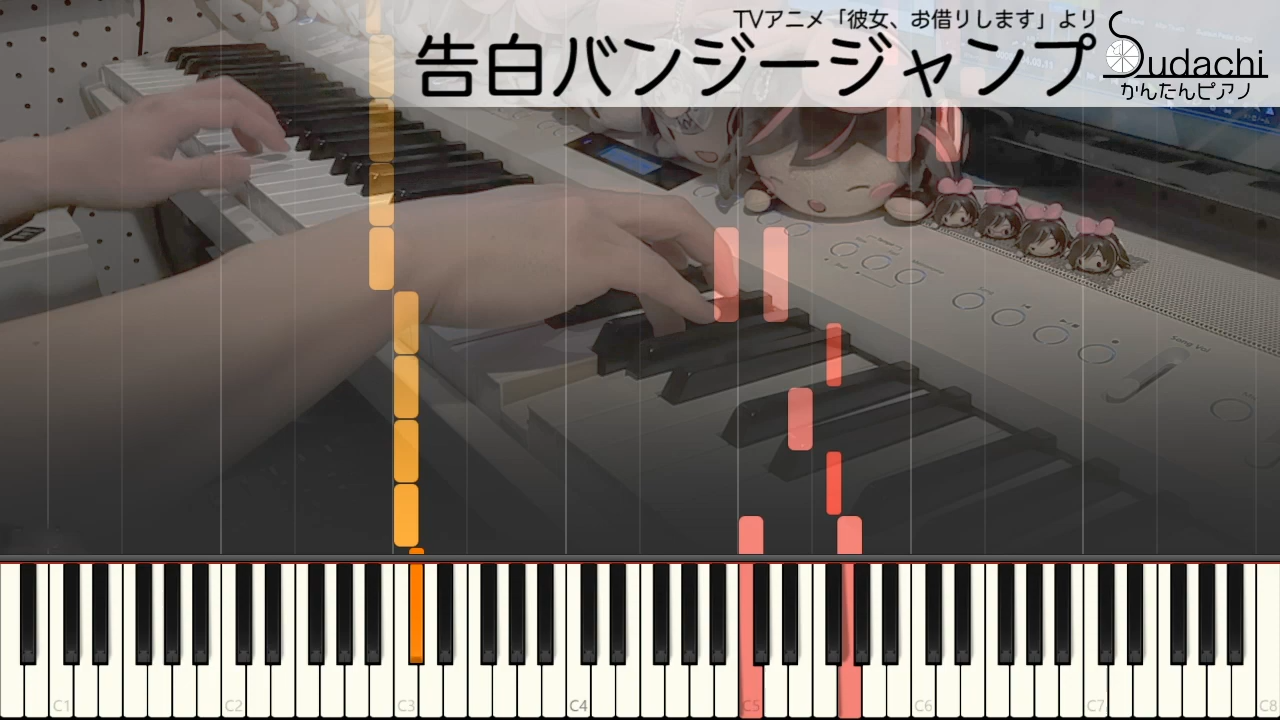 TVアニメ「彼女、お借りします」より
告白バンジージャンプ
Sudachi
かんたんピアノ
C1 C2 C3 C4 C5 C6 C7 C8